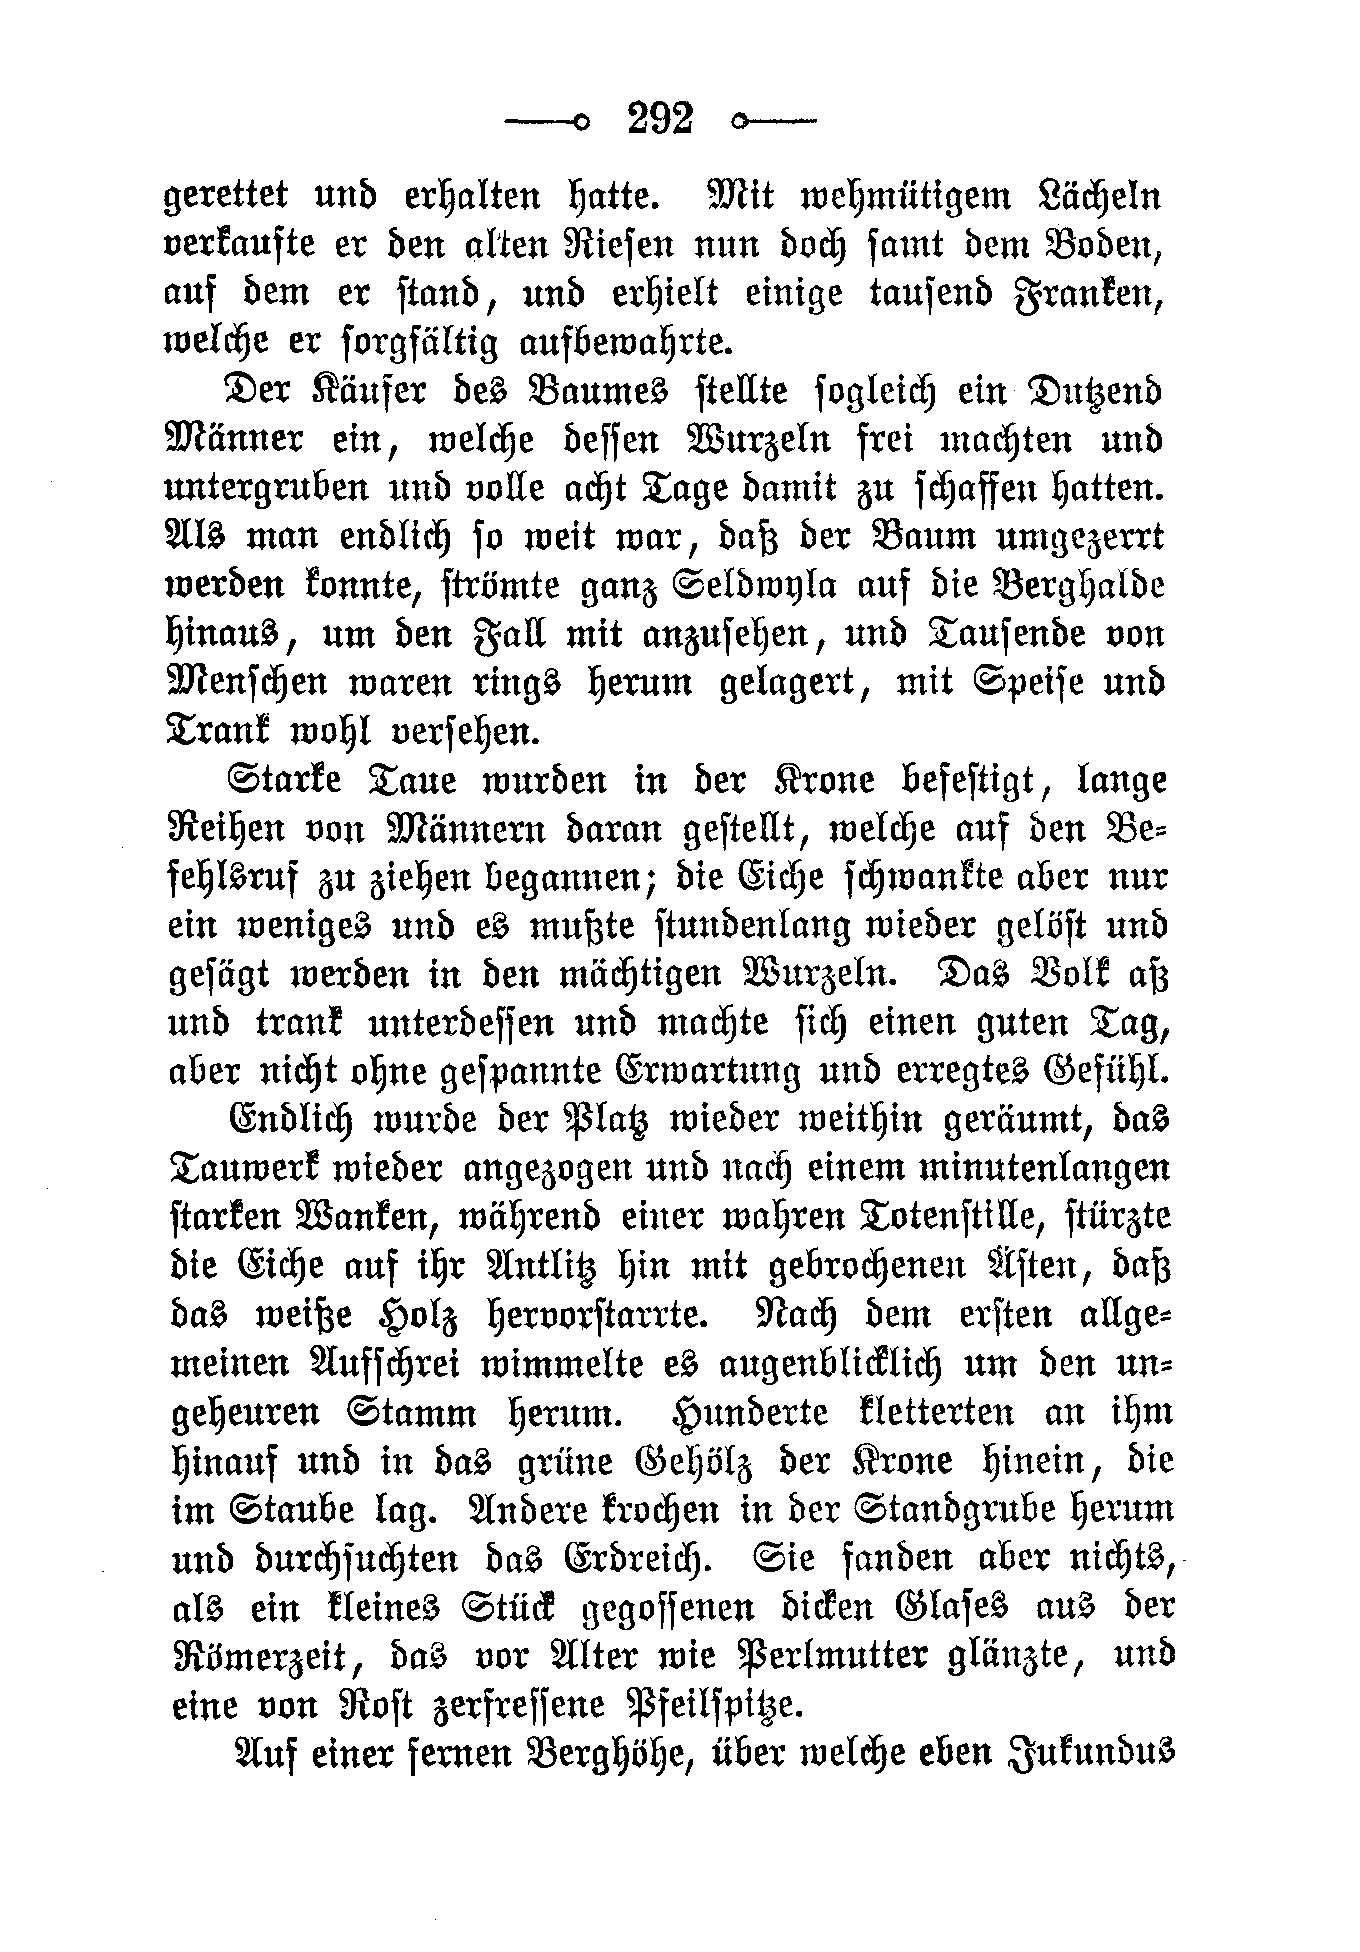 292
gerettet und erhalten hatte. Mit wehmütigem Lächeln
verkaufte er den alten Riesen nun doch samt dem Boden,
auf dem er stand, und erhielt einige tausend Franken,
welche er sorgfältig aufbewahrte.
Der Käufer des Baumes stellte sogleich ein Dutzend
Männer ein, welche dessen Wurzeln frei machten und
untergruben und volle acht Tage damit zu schaffen hatten.
Als man endlich so weit war, daß der Baum umgezerrt
werden konnte, strömte ganz Seldwyla auf die Berghalde
hinaus, um den Fall mit anzusehen, und Tausende von
Menschen waren rings herum gelagert, mit Speise und
Trank wohl versehen.
Starke Taue wurden in der Krone befestigt, lange
Reihen von Männern daran gestellt, welche auf den Be-
fehlsruf zu ziehen begannen; die Eiche schwankte aber nur
ein weniges und es mußte stundenlang wieder gelöst und
gesägt werden in den mächtigen Wurzeln. Das Volk aß
und trank unterdessen und machte sich einen guten Tag,
aber nicht ohne gespannte Erwartung und erregtes Gefühl.
Endlich wurde der Platz wieder weithin geräumt, das
Tauwerk wieder angezogen und nach einem minutenlangen
starken Wanken, während einer wahren Totenstille, stürzte
die Eiche auf ihr Antlitz hin mit gebrochenen Ästen, daß
das weiße Holz hervorstarrte. Nach dem ersten allge-
meinen Aufschrei wimmelte es augenblicklich um den un-
geheuren Stamm herum. Hunderte kletterten an ihm
hinauf und in das grüne Gehölz der Krone hinein, die
im Staube lag. Andere krochen in der Standgrube herum
und durchsuchten das Erdreich. Sie fanden aber nichts,
als ein kleines Stück gegossenen dicken Glases aus der
Römerzeit, das vor Alter wie Perlmutter glänzte, und
eine von Rost zerfressene Pfeilspitze.
Auf einer fernen Berghöhe, über welche eben Jukundus